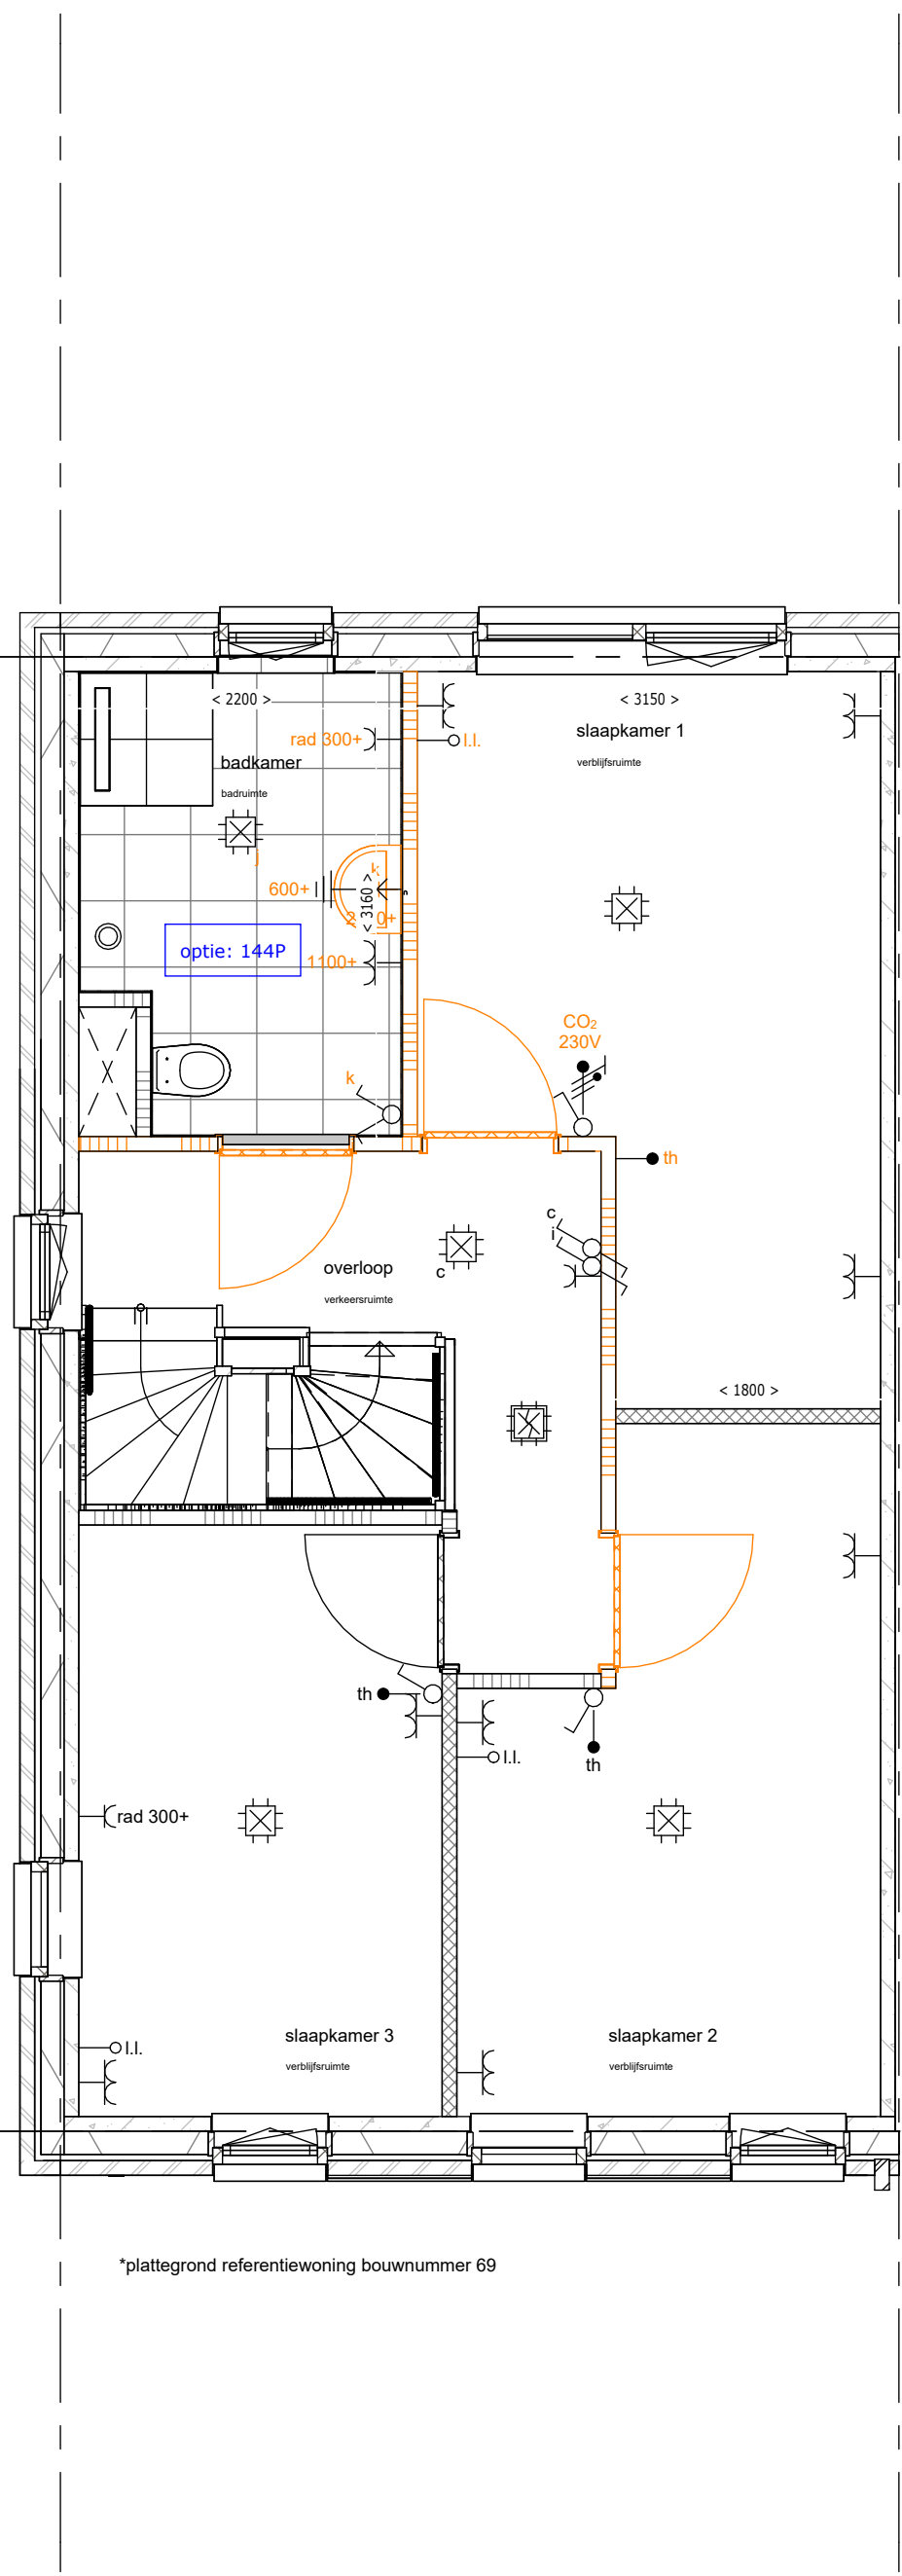 < 2200 >
< 3150 >
slaapkamer 1
verblijfsruimte
rad 300+
l.l.
badkamer
badruimte
j
k
600+
< 3160 >
optie: 144P
1100+
CO2
230V
k
th
c
i
c
overloop
verkeersruimte
< 1800 >
th
l.l.
th
rad 300+
slaapkamer 3
verblijfsruimte
slaapkamer 2
verblijfsruimte
l.l.
*plattegrond referentiewoning bouwnummer 69